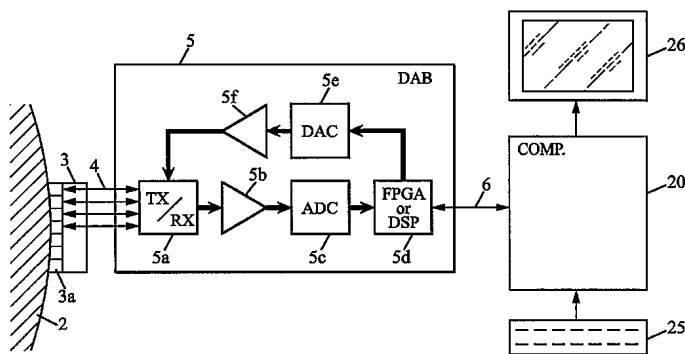 5
DAB
26
5f
5e
DAC
3
4
5b
COMP.
TX
RX
ADC
FPGA
or
DSP
6
20
5a
5c
5d
3a
2
25